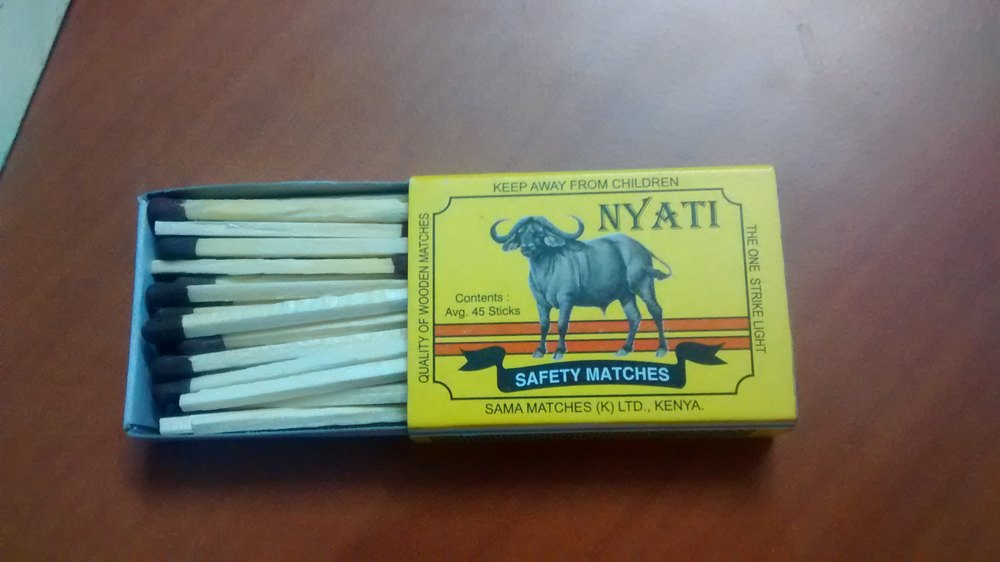 KEEP AWAY FROM CHILDREN
NYATI
QUALITY OF WOODEN MATCHES
THE ONE STRIKE LIGHT
Contents :
Avg. 45 Sticks
SAFETY MATCHES
SAMA MATCHES (K) LTD., KENYA.